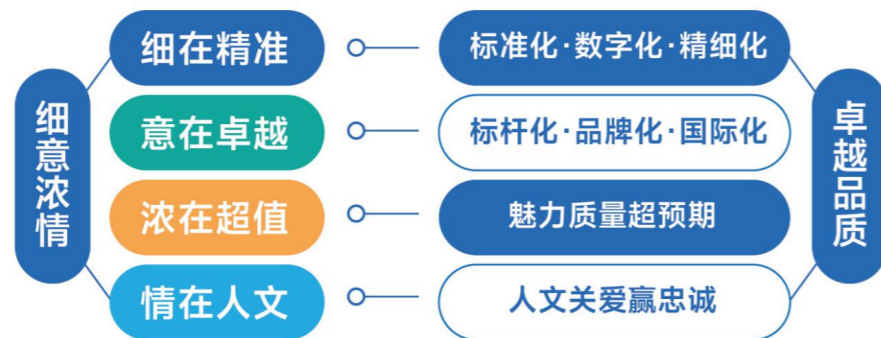 细意浓情
细在精准
标准化·数字化·精细化
意在卓越
标杆化·品牌化·国际化
浓在超值
魅力质量超预期
情在人文
人文关爱赢忠诚
卓越品质